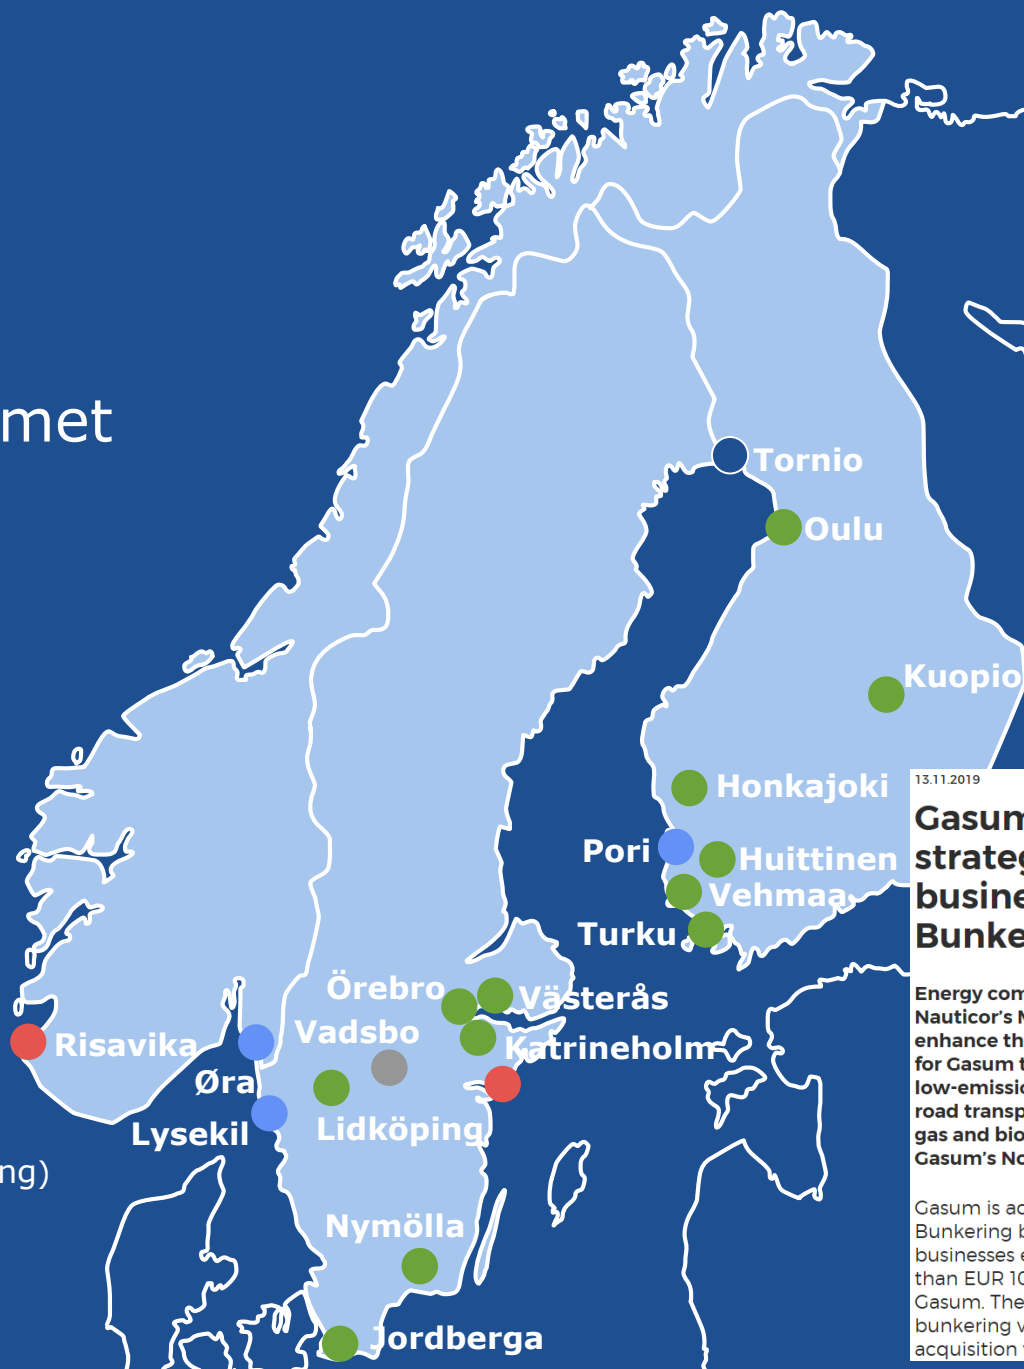 met
Tornio
Oulu
Kuopio
Honkajoki
Pori
Huittinen
Vehmaa
Turku
Örebro
Västerås
Vadsbo
Katrineholm
Risavika
Øra
Lidköping
Lysekil
ng)
Nymölla
Jordberga
13.11.2019
Gasum
strateg
busine
Bunke
Energy com
Nauticor's M
enhance th
for Gasum t
low-emissio
road transp
gas and bio
Gasum's No
Gasum is ac
Bunkering b
businesses e
than EUR 10
Gasum. The
bunkering v
acquisition